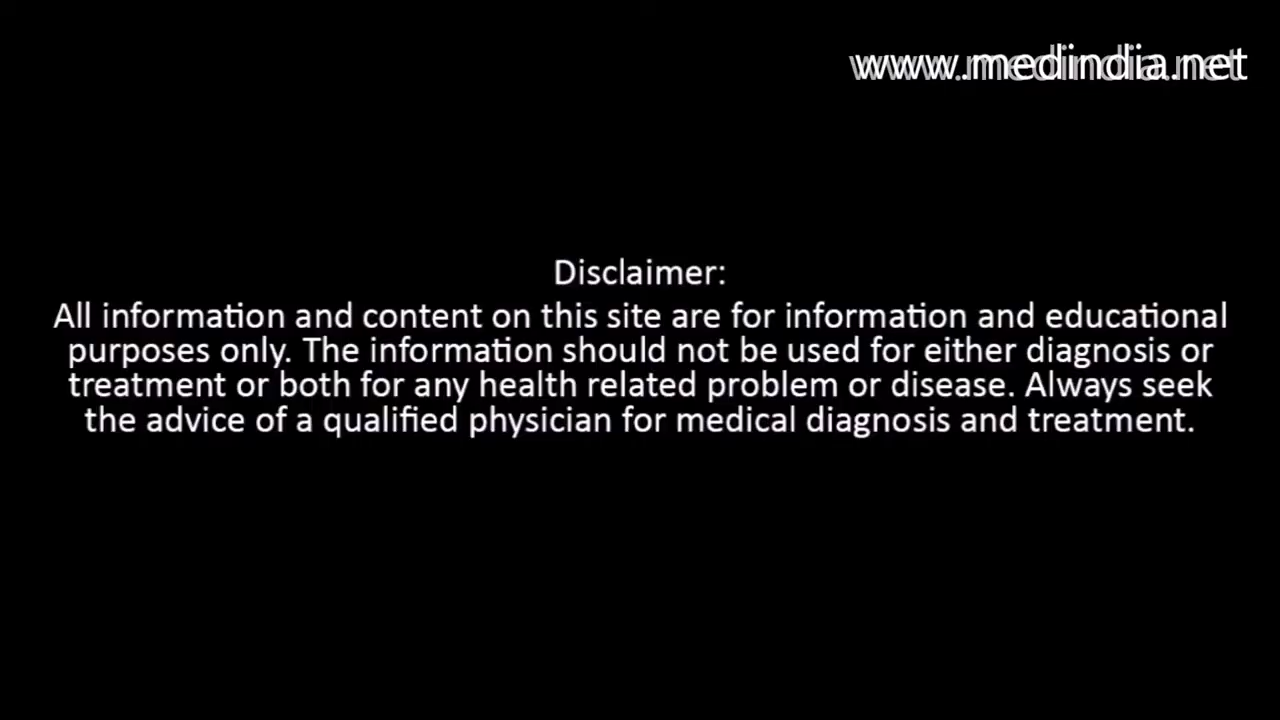 www.medindia.net
Disclaimer:
All information and content on this site are for information and educational
purposes only. The information should not be used for either diagnosis or
treatment or both for any health related problem or disease. Always seek
the advice of a qualified physician for medical diagnosis and treatment.